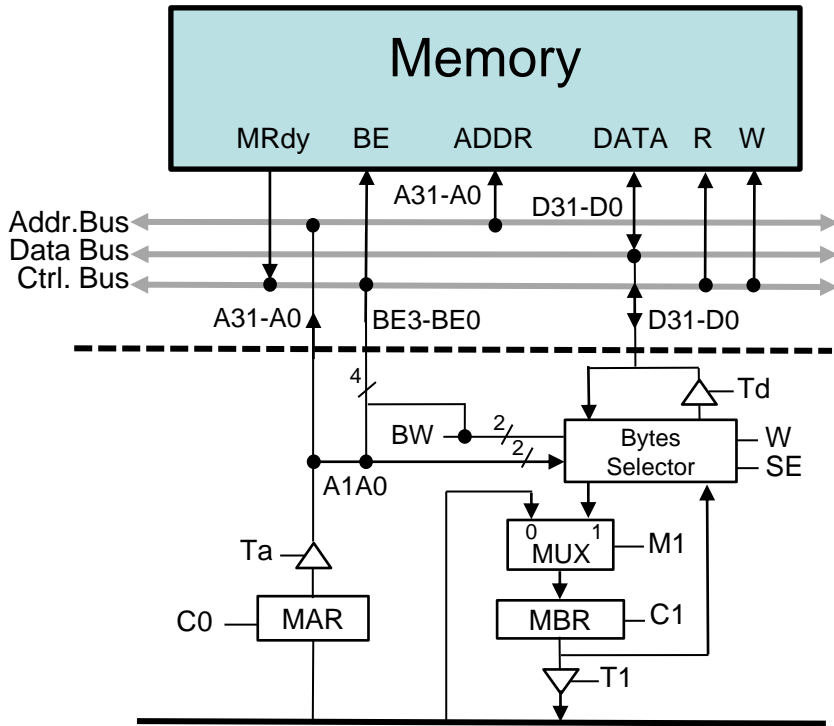 Memory
MRdy BE ADDR DATA R W
A31-A0 D31-D0
Addr.Bus
Data Bus
Ctrl. Bus
A31-A0 BE3-BE0 D31-D0
4
Td
BW 2 Bytes W
2 Selector SE
A1A0
0 1
MUX M1
Ta
C0 MAR MBR C1
T1